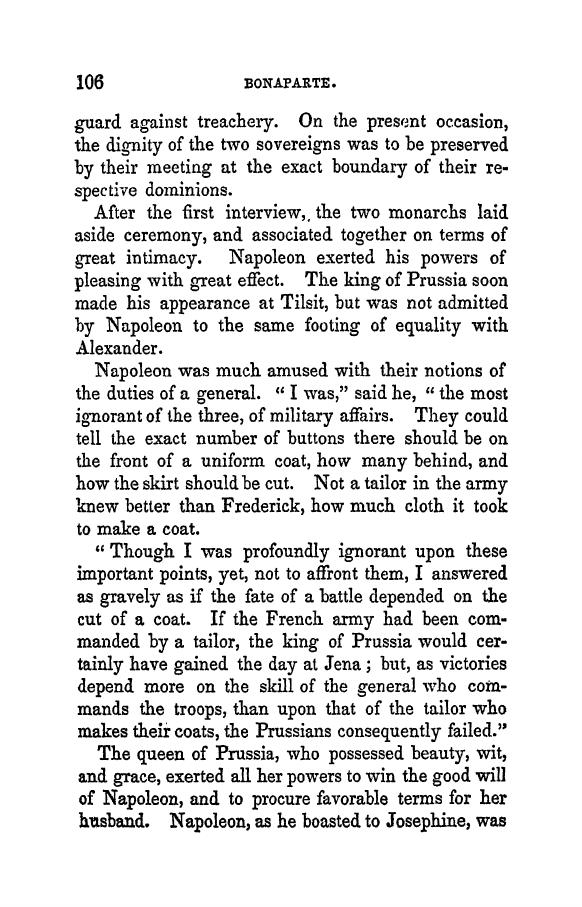 106 BONAPARTE.
guard against treachery. On the present occasion,
the dignity of the two sovereigns was to be preserved
by their meeting at the exact boundary of their re-
spective dominions.
After the first interview,. the two monarchs laid
aside ceremony, and associated together on terms of
great intimacy. Napoleon exerted his powers of
pleasing with great effect. The king of Prussia soon
made his appearance at Tilsit, but was not admitted
by Napoleon to the same footing of equality with
Alexander.
Napoleon was much amused with their notions of
the duties of a general. “ I was,” said he, “ the most
ignorant of the three, of military affairs. They could
tell the exact number of buttons there should be on
the front of a uniform coat, how many behind, and
how the skirt should be cut. Not a tailor in the army
knew better than Frederick, how much cloth it took
to make a coat.
“ Though I was profoundly ignorant upon these
important points, yet, not to affront them, I answered
as gravely as if the fate of a battle depended on the
cut of a coat. If the French army had been com-
manded by a tailor, the king of Prussia would cer-
tainly have gained the day at Jena ; but, as victories
depend more on the skill of the general who com-
mands the troops, than upon that of the tailor who
makes their coats, the Prussians consequently failed.”
The queen of Prussia, who possessed beauty, wit,
and grace, exerted all her powers to win the good will
of Napoleon, and to procure favorable terms for her
husband. Napoleon, as he boasted to Josephine, was